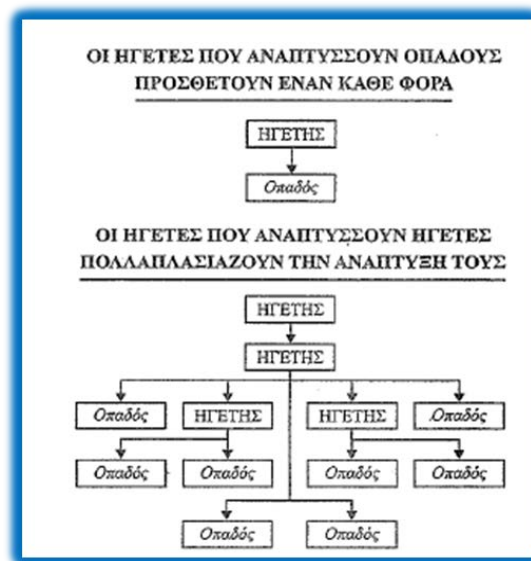 ΟΙ ΗΓΕΤΕΣ ΠΟΥ ΑΝΑΠΤΥΣΣΟΥΝ ΟΠΑΔΟΥΣ
ΠΡΟΣΘΕΤΟΥΝ ΕΝΑΝ ΚΑΘΕ ΦΟΡΑ
ΗΓΕΤΗΣ
Οπαδός
ΟΙ ΗΓΕΤΕΣ ΠΟΥ ΑΝΑΠΤΥΣΣΟΥΝ ΗΓΕΤΕΣ
ΠΟΛΛΑΠΛΑΣΙΑΖΟΥΝ ΤΗΝ ΑΝΑΠΤΥΞΗ ΤΟΥΣ
ΗΓΕΤΗΣ
ΗΓΕΤΗΣ
Οπαδός ΗΓΕΤΗΣ ΗΓΕΤΗΣ Οπαδός
Οπαδός Οπαδός Οπαδός Οπαδός
Οπαδός Οπαδός